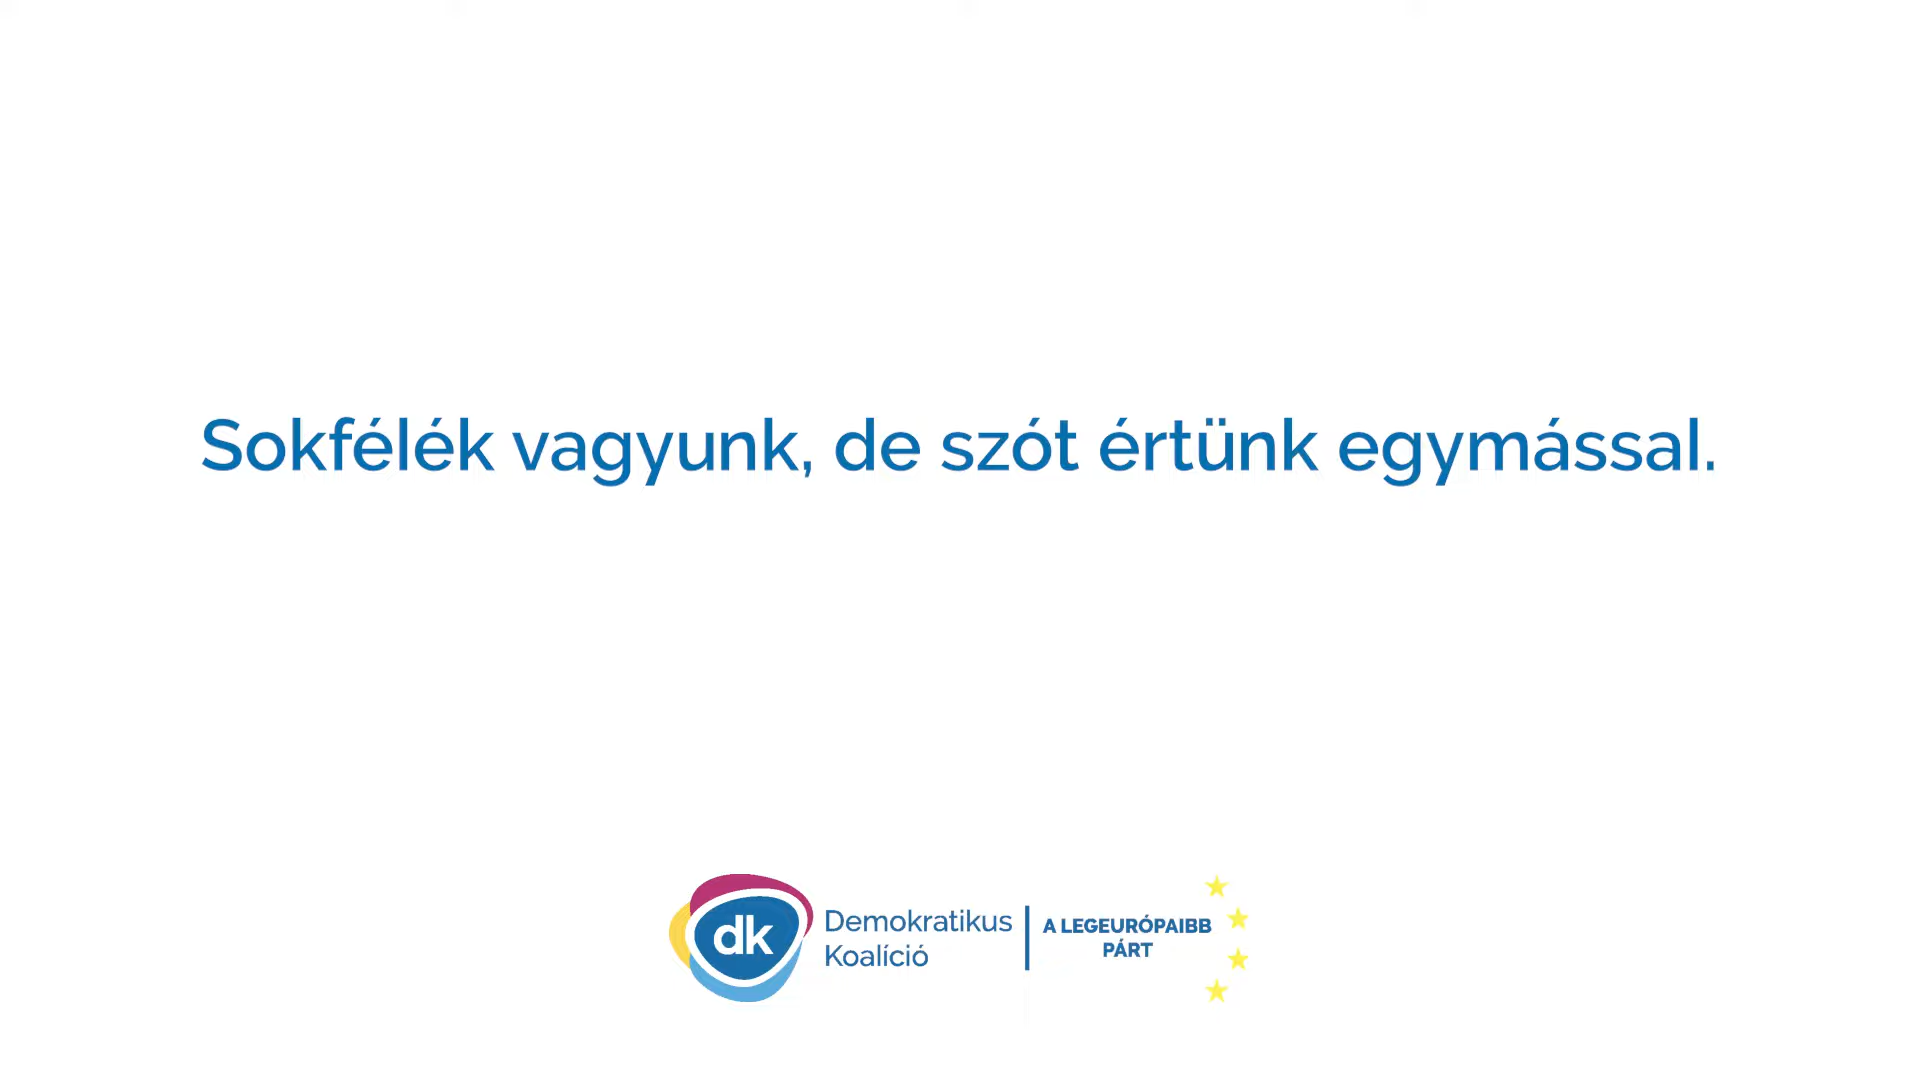 Sokfélék vagyunk, de szót értünk egymással.
dk
Demokratikus
Koalíció
A LEGEURÓPAIBB
PÁRT